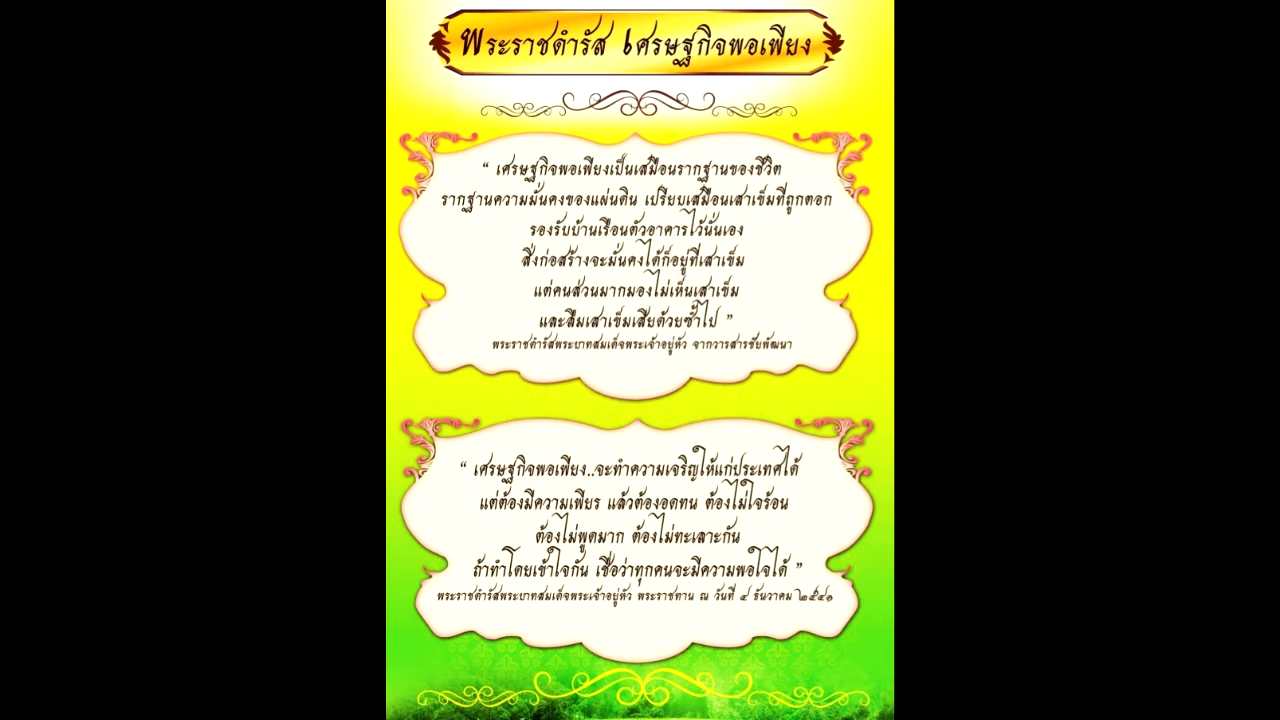 พระราชดำรัส เศรษฐกิจพอเพียง
“ เศรษฐกิจพอเพียงเป็นเสมือนรากฐานของชีวิต
รากฐานความมั่นคงของแผ่นดิน เปรียบเสมือนเสาเข็มที่ถูกตอก
รองรับบ้านเรือนตัวอาคารไว้นั่นเอง
สิ่งก่อสร้างจะมั่นคงได้ก็อยู่ที่เสาเข็ม
แต่คนส่วนมากมองไม่เห็นเสาเข็ม
และลืมเสาเข็มเสียด้วยซ้ำไป ”
พระราชดำรัสพระบาทสมเด็จพระเจ้าอยู่หัว จากวารสารชัยพัฒนา
“ เศรษฐกิจพอเพียง..จะทำความเจริญให้แก่ประเทศได้
แต่ต้องมีความเพียร แล้วต้องอดทน ต้องไม่ใจร้อน
ต้องไม่พูดมาก ต้องไม่ทะเลาะกัน
ถ้าทำโดยเข้าใจกัน เชื่อว่าทุกคนจะมีความพอใจได้ ”
พระราชดำรัสพระบาทสมเด็จพระเจ้าอยู่หัว พระราชทาน ณ วันที่ ๔ ธันวาคม ๒๕๔๑